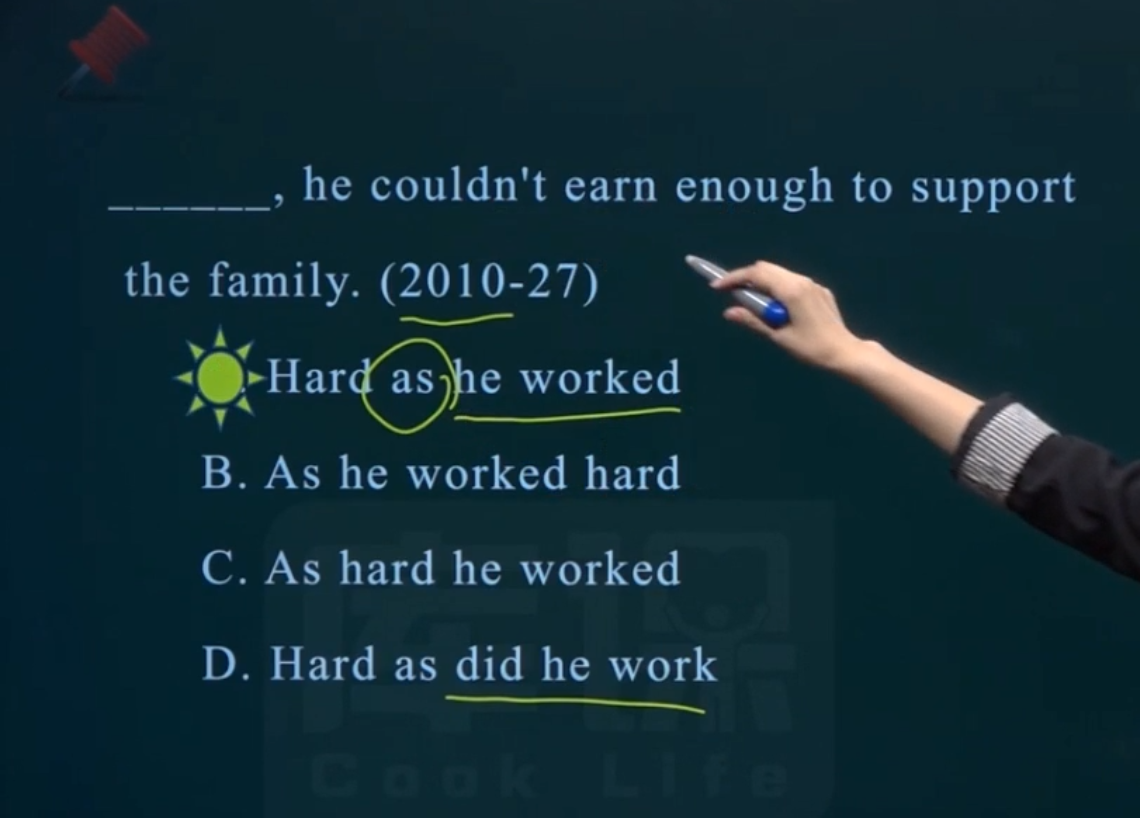 ______, he couldn't earn enough to support
the family. (2010-27)
Hard as he worked
B. As he worked hard
C. As hard he worked
D. Hard as did he work
Cook Life